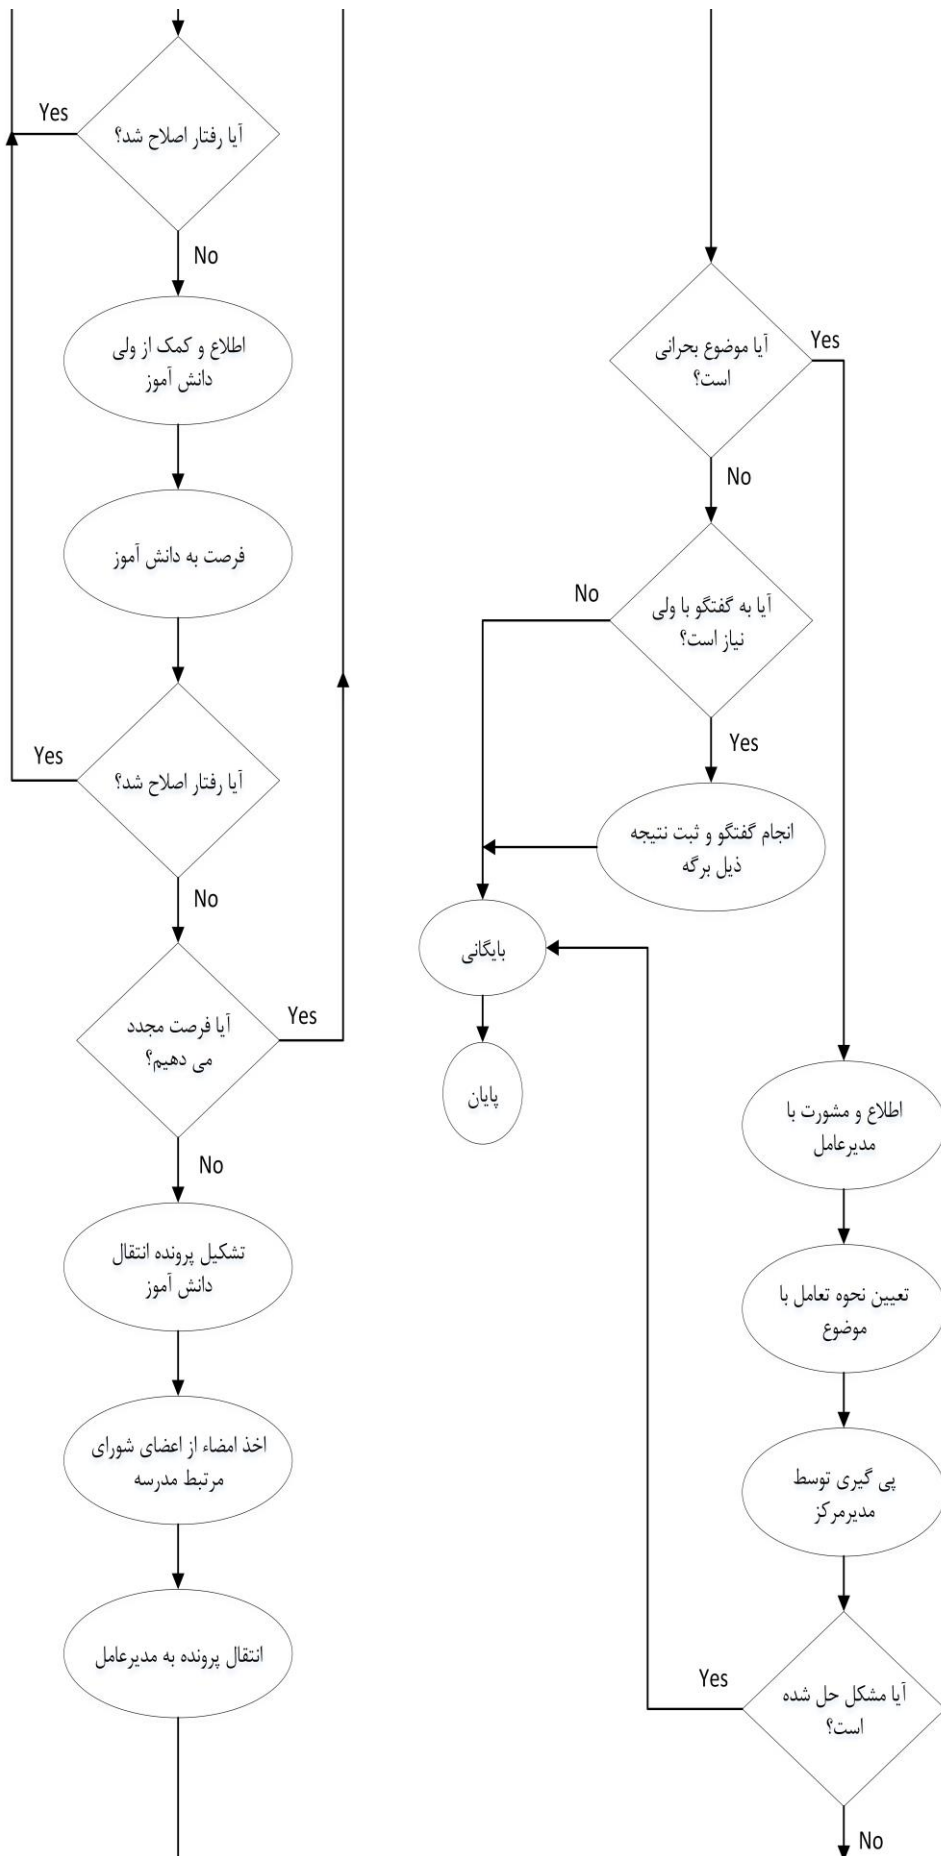 Yes
آیا رفتار اصلاح شد؟
No
اطلاع و کمک از ولی
دانش آموز
فرصت به دانش آموز
Yes
آیا رفتار اصلاح شد؟
No
آیا فرصت مجدد
می دهیم؟
Yes
No
تشکیل پرونده انتقال
دانش آموز
اخذ امضاء از اعضای شورای
مرتبط مدرسه
انتقال پرونده به مدیرعامل
آیا موضوع بحرانی
است؟
Yes
No
آیا به گفتگو با ولی
نیاز است؟
No
Yes
انجام گفتگو و ثبت نتیجه
ذیل برگه
بایگانی
پایان
اطلاع و مشورت با
مدیرعامل
تعیین نحوه تعامل با
موضوع
پی گیری توسط
مدیرمرکز
آیا مشکل حل شده
است؟
Yes
No